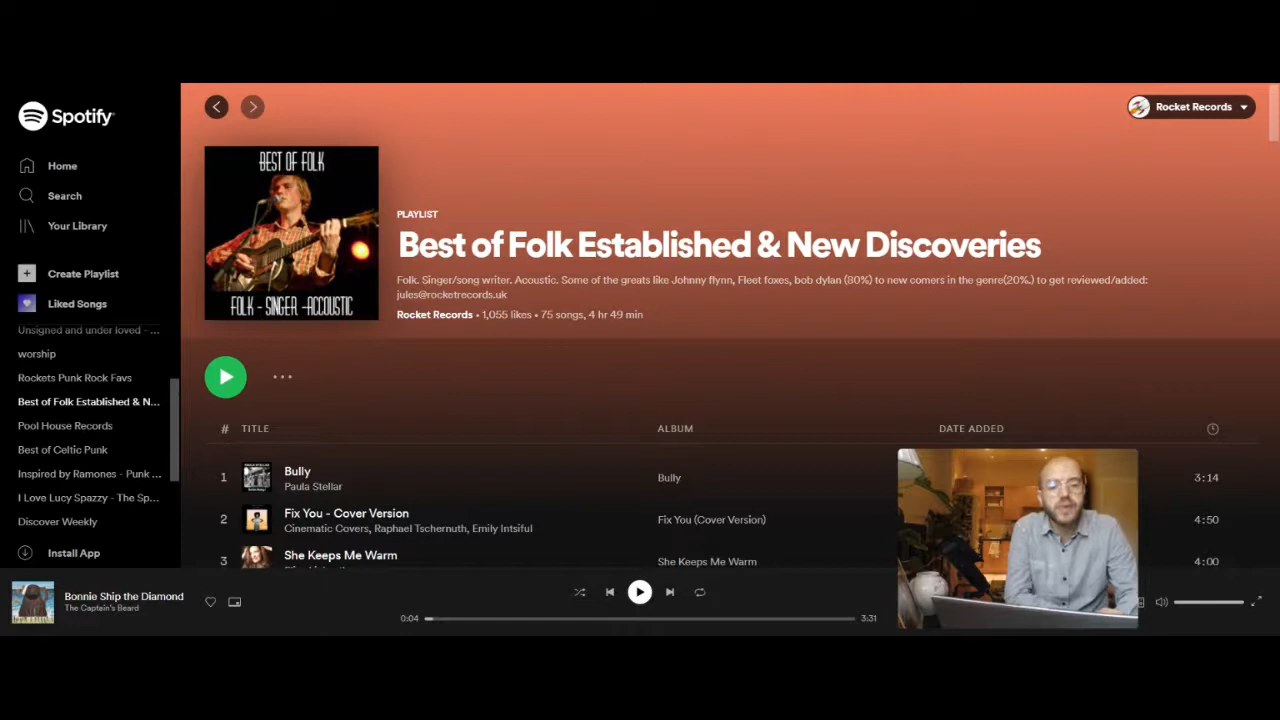 Spotify
Home
Search
Your Library
Create Playlist
Liked Songs
Unsigned and under loved - ...
worship
Rockets Punk Rock Favs
Best of Folk Established & N...
Pool House Records
Best of Celtic Punk
Inspired by Ramones - Punk ...
I Love Lucy Spazzy - The Sp...
Discover Weekly
Install App
Rocket Records
BEST OF FOLK
FOLK - SINGER -ACCOUSTIC
PLAYLIST
Best of Folk Established & New Discoveries
Folk. Singer/song writer. Acoustic. Some of the greats like Johnny flynn, Fleet foxes, bob dylan (80%) to new comers in the genre(20%.) to get reviewed/added:
jules@rocketrecords.uk
Rocket Records • 1,055 likes • 75 songs, 4 hr 49 min
# TITLE ALBUM DATE ADDED
1 Bully Bully 3:14
Paula Stellar
2 Fix You - Cover Version Fix You (Cover Version) 4:50
Cinematic Covers, Raphael Tschernuth, Emily Intsiful
3 She Keeps Me Warm She Keeps Me Warm 4:00
Bonnie Ship the Diamond
The Captain's Beard
0:04 3:31